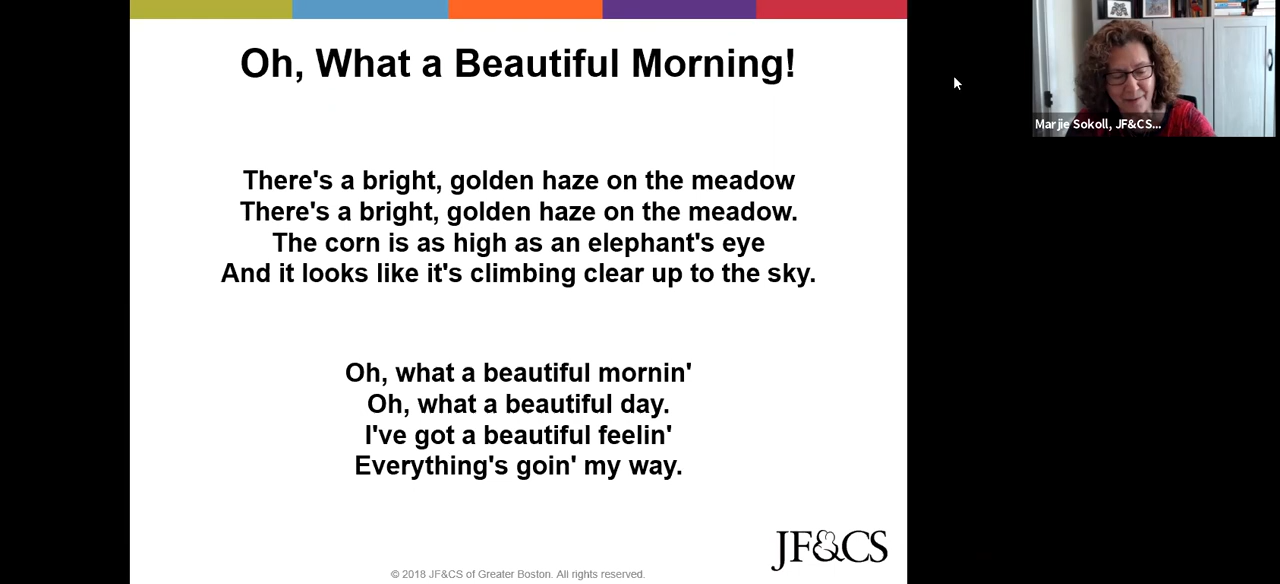 Oh, What a Beautiful Morning!
There's a bright, golden haze on the meadow
There's a bright, golden haze on the meadow.
The corn is as high as an elephant's eye
And it looks like it's climbing clear up to the sky.
Oh, what a beautiful mornin'
Oh, what a beautiful day.
I've got a beautiful feelin'
Everything's goin' my way.
JF&CS
© 2018 JF&CS of Greater Boston. All rights reserved.
Marjie Sokoll, JF&CS...